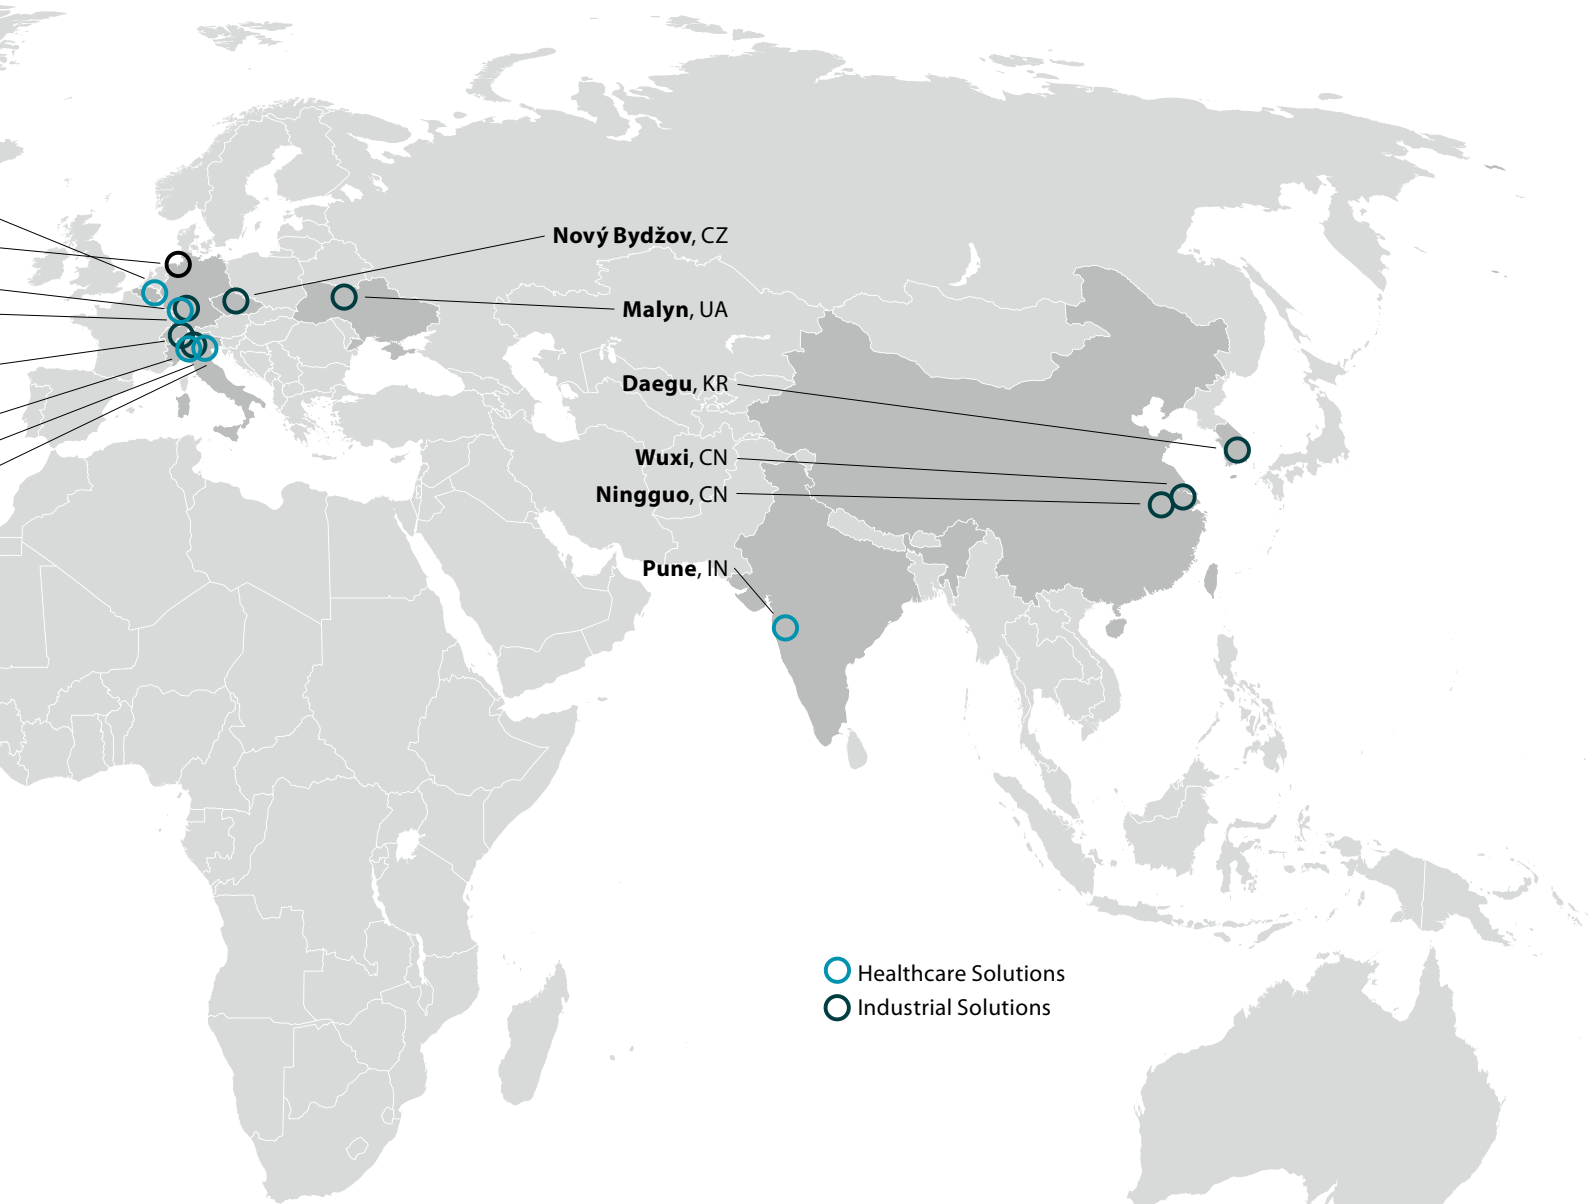 Nový Bydžov, CZ
Malyn, UA
Daegu, KR
Wuxi, CN
Ningguo, CN
Pune, IN
Healthcare Solutions
Industrial Solutions